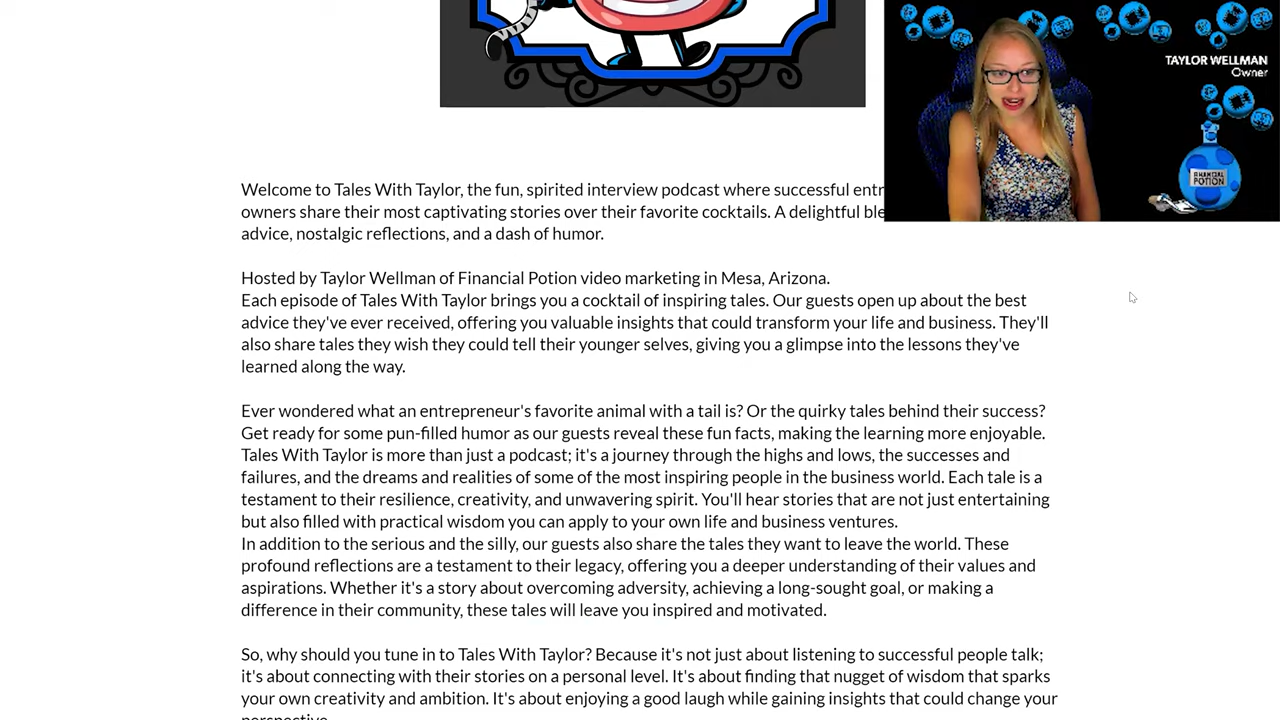 TAYLOR WELLMAN
Owner
FINANCIAL
POTION
Welcome to Tales With Taylor, the fun, spirited interview podcast where successful entr
owners share their most captivating stories over their favorite cocktails. A delightful ble
advice, nostalgic reflections, and a dash of humor.
Hosted by Taylor Wellman of Financial Potion video marketing in Mesa, Arizona.
Each episode of Tales With Taylor brings you a cocktail of inspiring tales. Our guests open up about the best
advice they've ever received, offering you valuable insights that could transform your life and business. They'll
also share tales they wish they could tell their younger selves, giving you a glimpse into the lessons they've
learned along the way.
Ever wondered what an entrepreneur's favorite animal with a tail is? Or the quirky tales behind their success?
Get ready for some pun-filled humor as our guests reveal these fun facts, making the learning more enjoyable.
Tales With Taylor is more than just a podcast; it's a journey through the highs and lows, the successes and
failures, and the dreams and realities of some of the most inspiring people in the business world. Each tale is a
testament to their resilience, creativity, and unwavering spirit. You'll hear stories that are not just entertaining
but also filled with practical wisdom you can apply to your own life and business ventures.
In addition to the serious and the silly, our guests also share the tales they want to leave the world. These
profound reflections are a testament to their legacy, offering you a deeper understanding of their values and
aspirations. Whether it's a story about overcoming adversity, achieving a long-sought goal, or making a
difference in their community, these tales will leave you inspired and motivated.
So, why should you tune in to Tales With Taylor? Because it's not just about listening to successful people talk;
it's about connecting with their stories on a personal level. It's about finding that nugget of wisdom that sparks
your own creativity and ambition. It's about enjoying a good laugh while gaining insights that could change your
perspective.